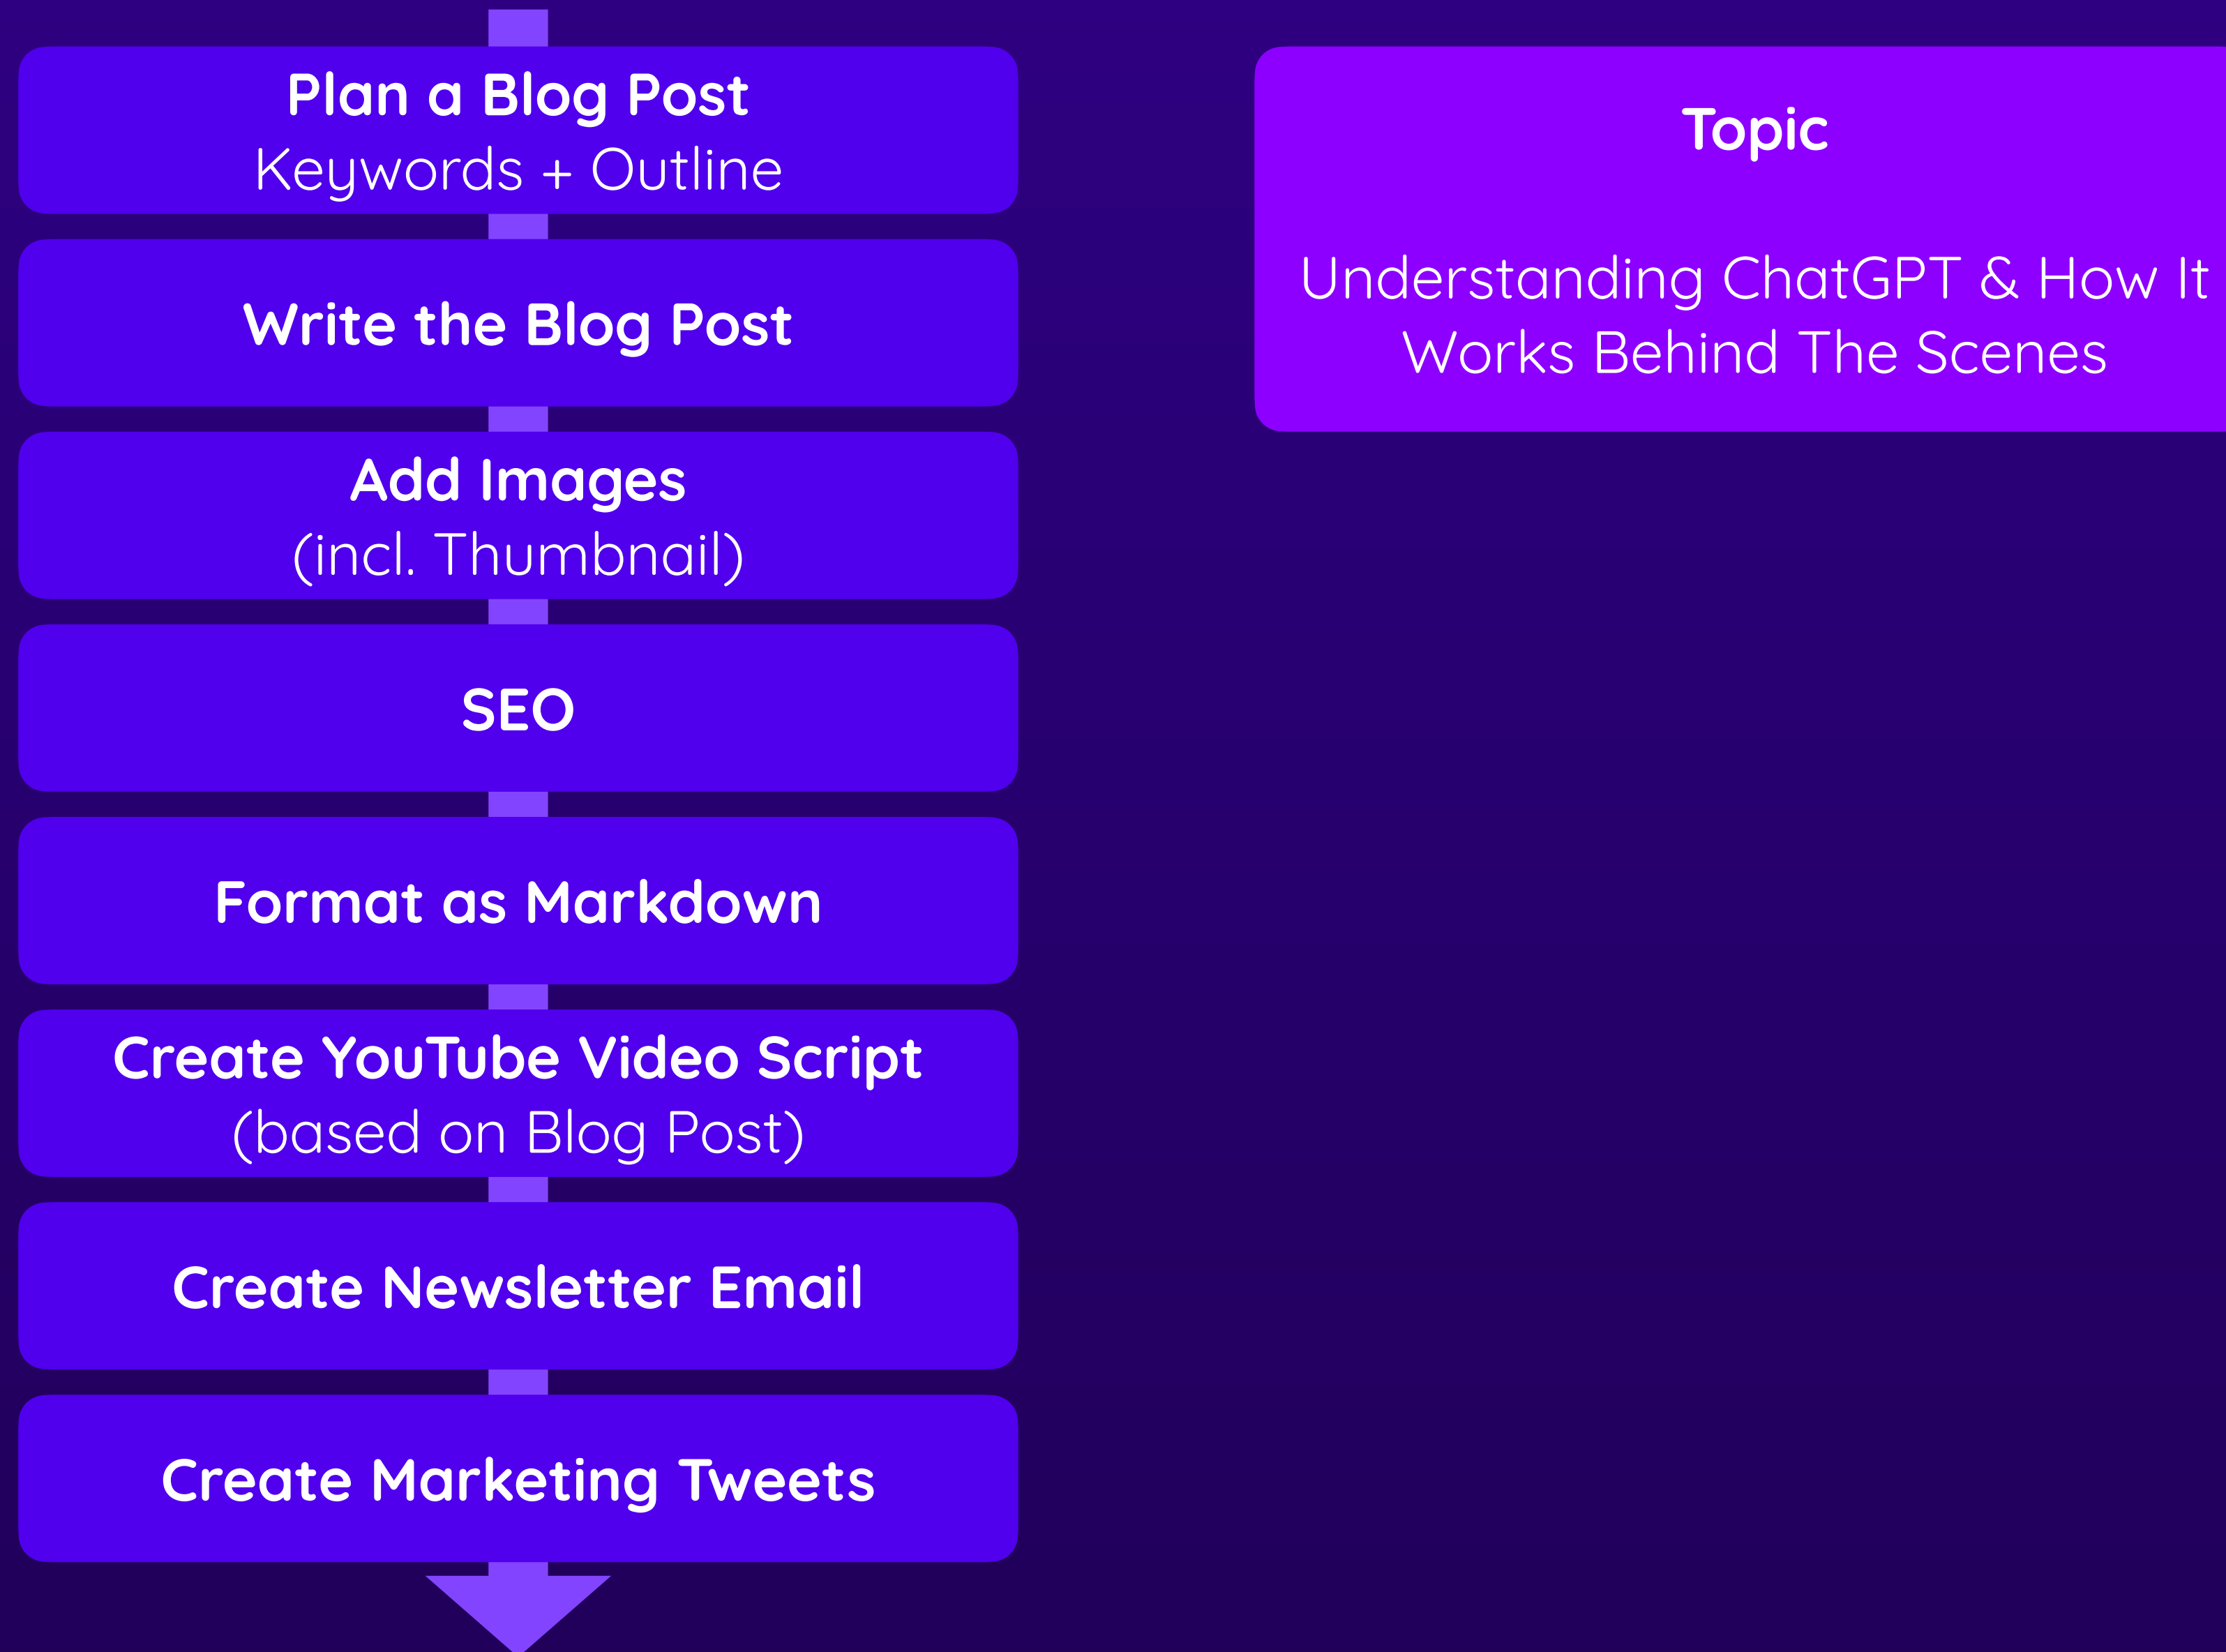 Plan a Blog Post
Keywords + Outline
Write the Blog Post
Add Images
(incl. Thumbnail)
SEO
Format as Markdown
Create YouTube Video Script
(based on Blog Post)
Create Newsletter Email
Create Marketing Tweets
Topic
Understanding ChatGPT & How It
Works Behind The Scenes